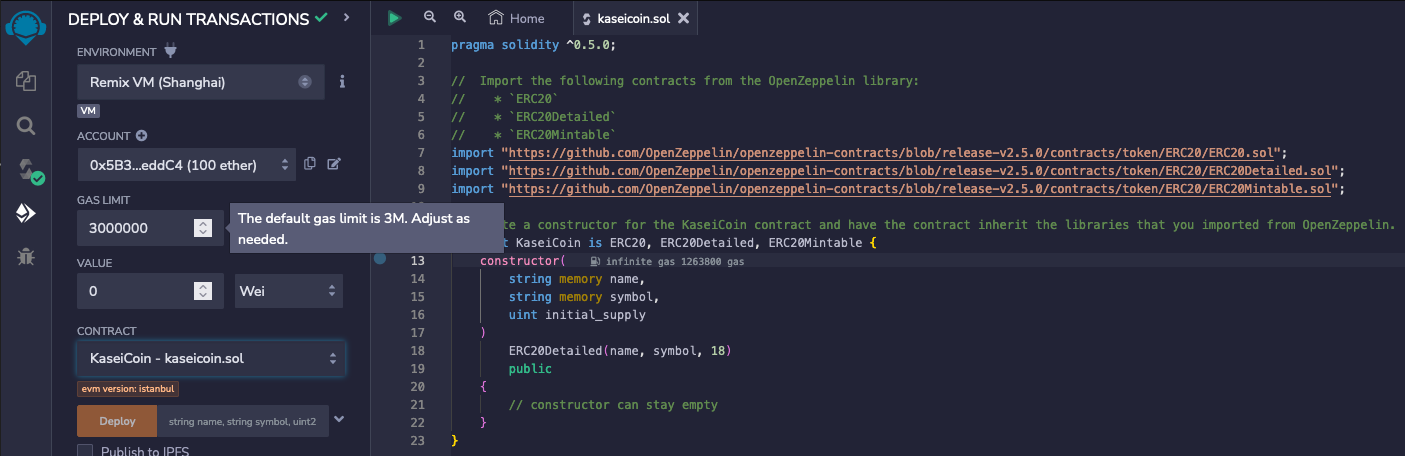 DEPLOY & RUN TRANSACTIONS
ENVIRONMENT
Remix VM (Shanghai)
VM
ACCOUNT
0x5B3...eddC4 (100 ether)
GAS LIMIT
3000000
The default gas limit is 3M. Adjust as
needed.
VALUE
0
Wei
CONTRACT
KaseiCoin - kaseicoin.sol
evm version: istanbul
Deploy
string name, string symbol, uint2
Publish to IPFS
Home
kaseicoin.sol
1 pragma solidity ^0.5.0;
2
3 //  Import the following contracts from the OpenZeppelin library:
4 //    * `ERC20`
5 //    * `ERC20Detailed`
6 //    * `ERC20Mintable`
7 import "https://github.com/OpenZeppelin/openzeppelin-contracts/blob/release-v2.5.0/contracts/token/ERC20/ERC20.sol";
8 import "https://github.com/OpenZeppelin/openzeppelin-contracts/blob/release-v2.5.0/contracts/token/ERC20/ERC20Detailed.sol";
9 import "https://github.com/OpenZeppelin/openzeppelin-contracts/blob/release-v2.5.0/contracts/token/ERC20/ERC20Mintable.sol";
a constructor for the KaseiCoin contract and have the contract inherit the libraries that you imported from OpenZeppelin.
KaseiCoin is ERC20, ERC20Detailed, ERC20Mintable {
13 constructor( infinite gas 1263800 gas
14 string memory name,
15 string memory symbol,
16 uint initial_supply
17 )
18 ERC20Detailed(name, symbol, 18)
19 public
20 {
21 // constructor can stay empty
22 }
23 }